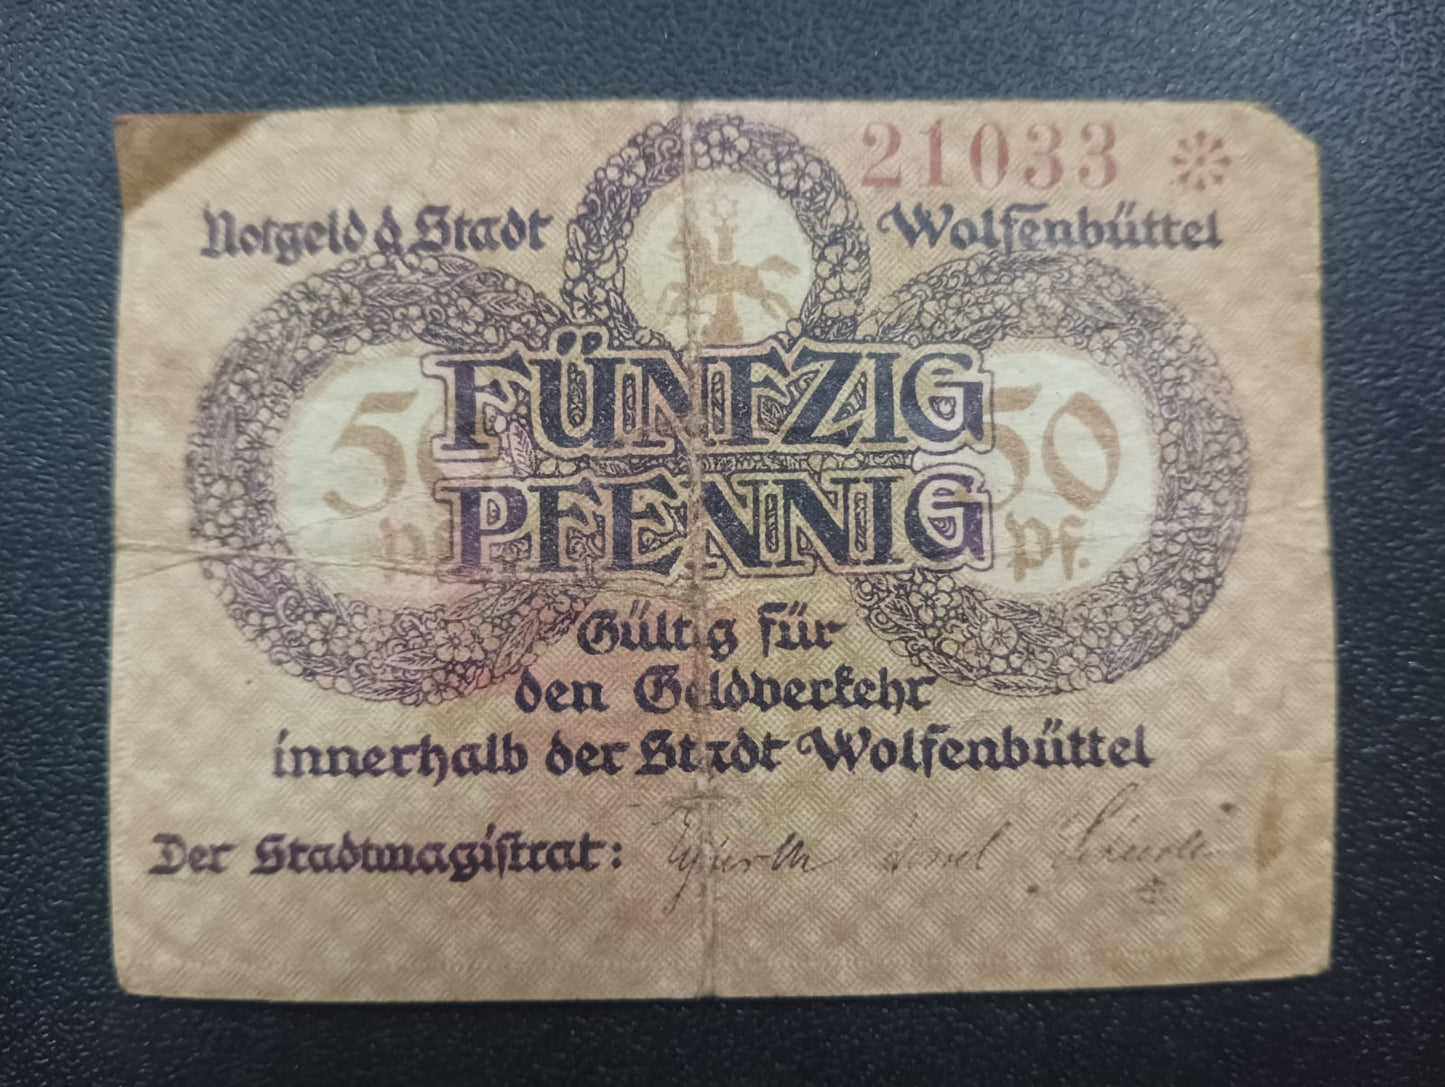 21033
Notgeld d. Stadt Wolfenbüttel
50 Pf.
FÜNFZIG
PFENNIG
50 Pf.
Gültig für
den Geldverkehr
innerhalb der Stadt Wolfenbüttel
Der Stadtmagistrat: